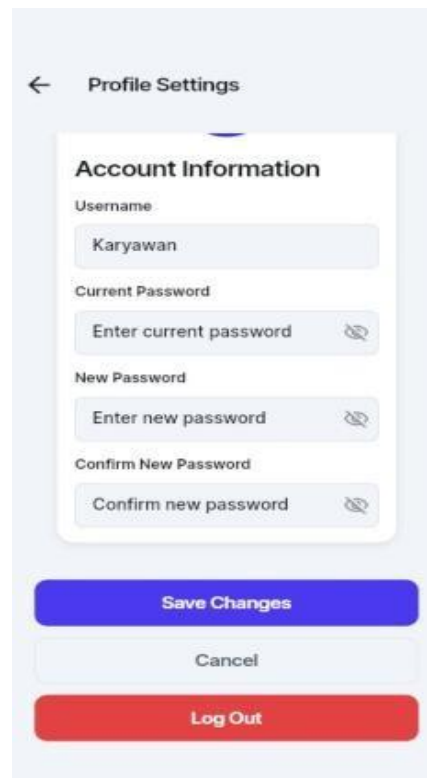 Profile Settings
Account Information
Username
Karyawan
Current Password
Enter current password
New Password
Enter new password
Confirm New Password
Confirm new password
Save Changes
Cancel
Log Out